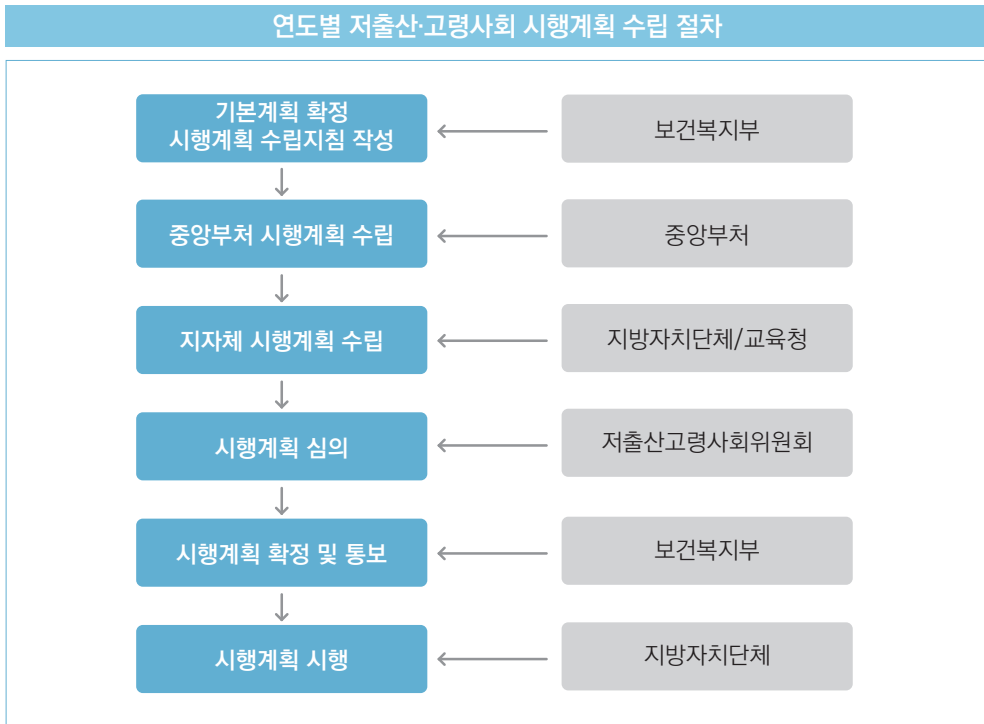 연도별 저출산·고령사회 시행계획 수립 절차
기본계획 확정
시행계획 수립지침 작성
보건복지부
중앙부처 시행계획 수립
중앙부처
지자체 시행계획 수립
지방자치단체/교육청
시행계획 심의
저출산고령사회위원회
시행계획 확정 및 통보
보건복지부
시행계획 시행
지방자치단체